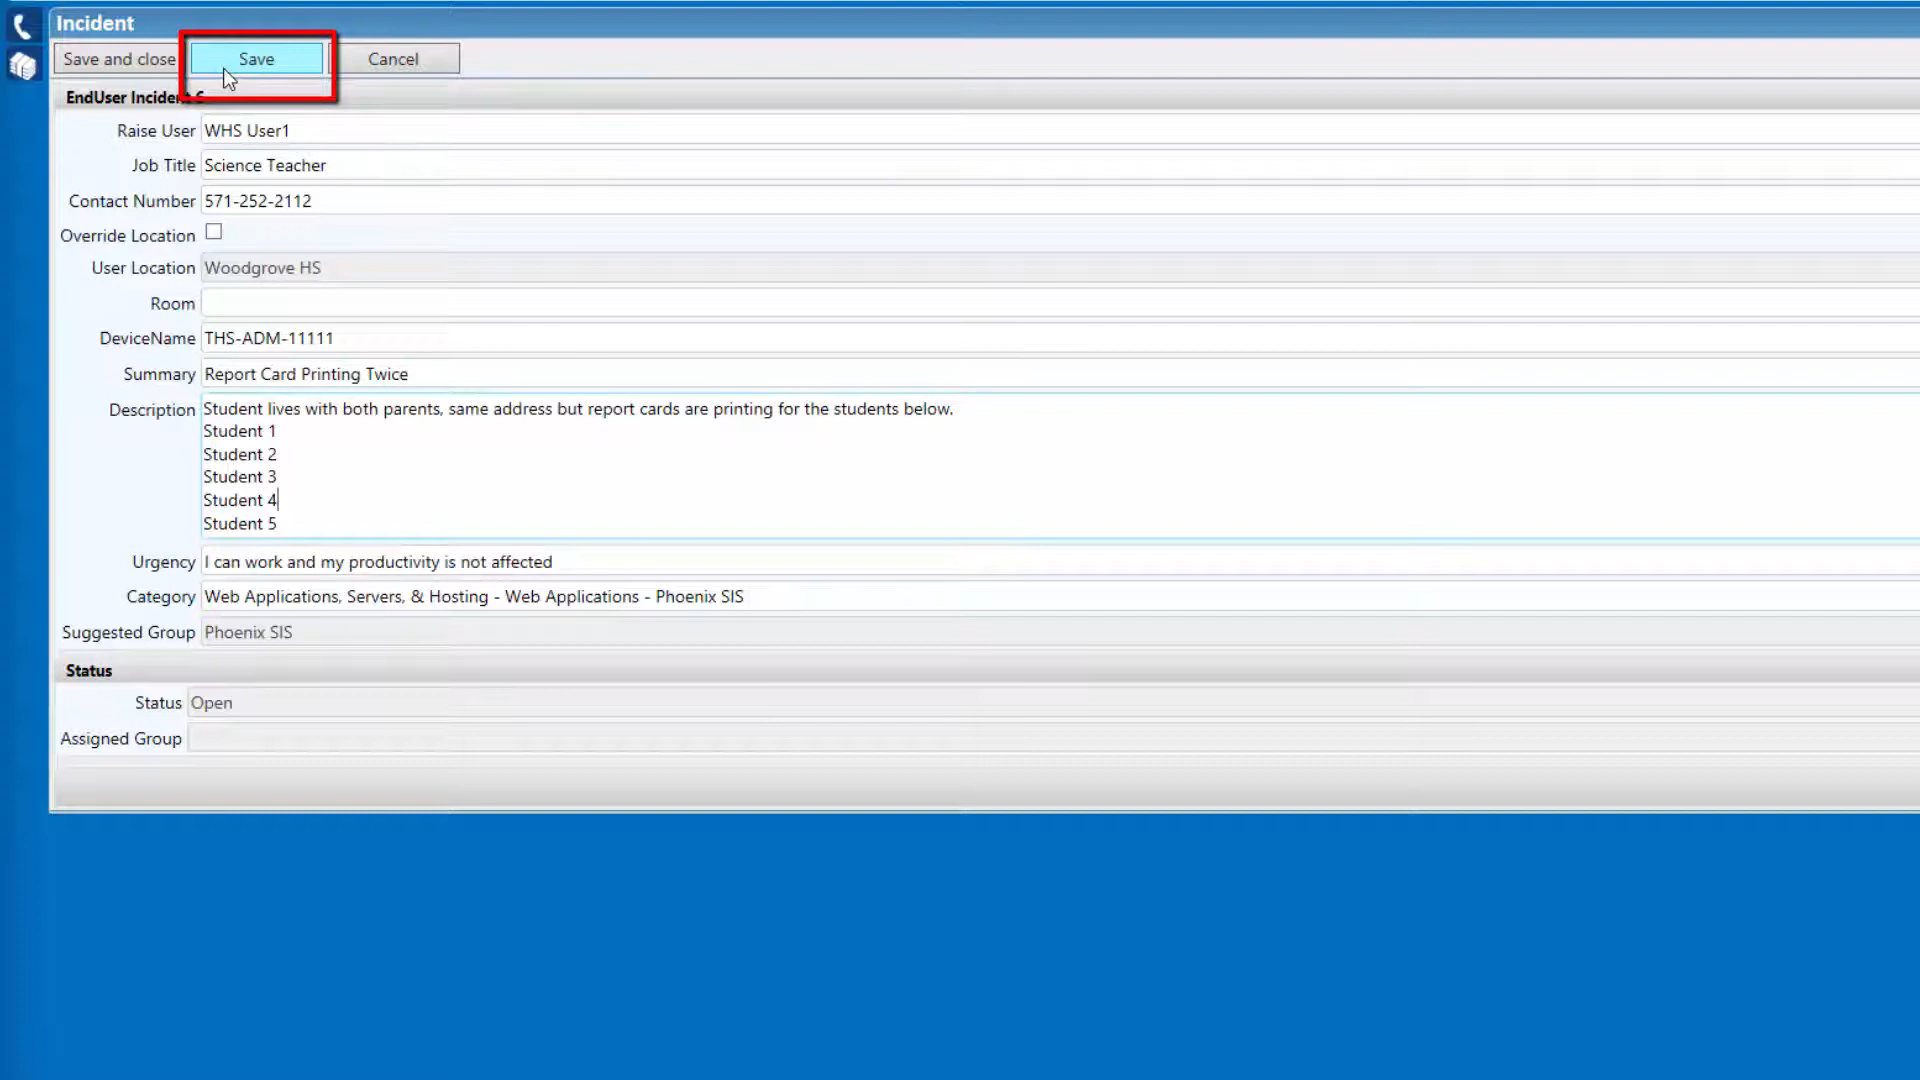 Incident
Save and close Save Cancel
EndUser Incident
Raise User WHS User1
Job Title Science Teacher
Contact Number 571-252-2112
Override Location
User Location Woodgrove HS
Room
DeviceName THS-ADM-11111
Summary Report Card Printing Twice
Description Student lives with both parents, same address but report cards are printing for the students below.
Student 1
Student 2
Student 3
Student 4
Student 5
Urgency I can work and my productivity is not affected
Category Web Applications, Servers, & Hosting - Web Applications - Phoenix SIS
Suggested Group Phoenix SIS
Status
Status Open
Assigned Group